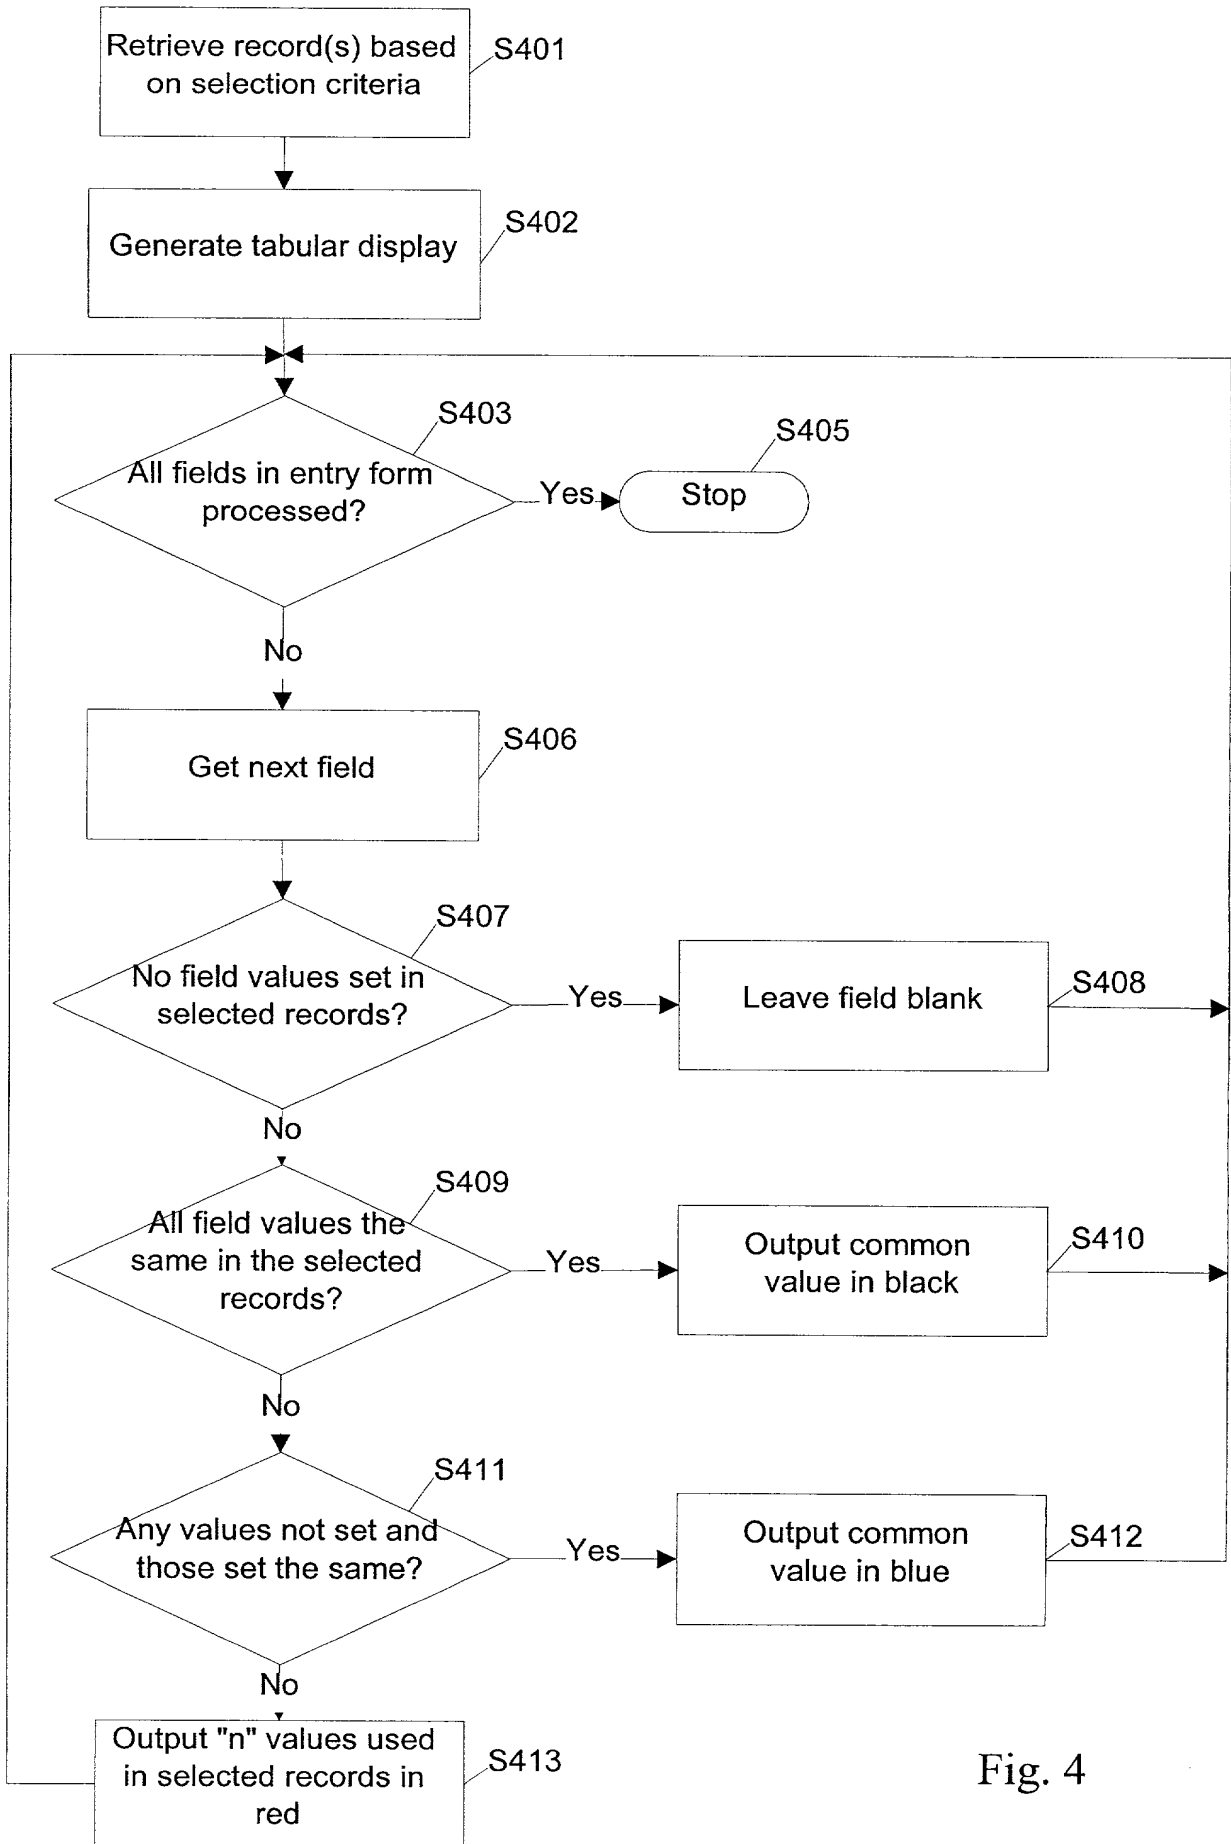 Retrieve record(s) based
on selection criteria
S401
Generate tabular display
S402
All fields in entry form
processed?
S403
Yes
Stop
S405
No
Get next field
S406
No field values set in
selected records?
S407
Yes
Leave field blank
S408
No
All field values the
same in the selected
records?
S409
Yes
Output common
value in black
S410
No
Any values not set and
those set the same?
S411
Yes
Output common
value in blue
S412
No
Output "n" values used
in selected records in
red
S413
Fig. 4